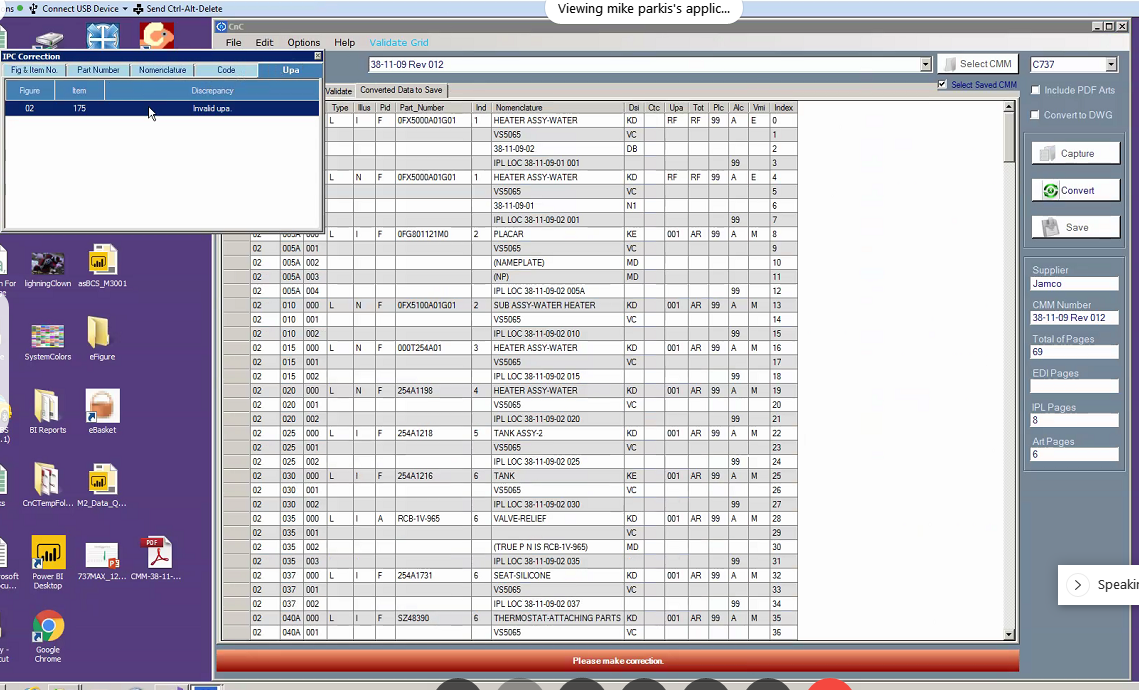 ns Connect USB Device Send Ctrl-Alt-Delete
Viewing mike parkis's applic...
IPC Correction
Fig & Item No. Part Number Nomenclature Code Upa
Figure Item Discrepancy
02 175 Invalid upa.
CnC
File Edit Options Help Validate Grid
38-11-09 Rev 012 Select CMM C737
Validate Converted Data to Save Select Saved CMM
Include PDF Arts
Convert to DWG
Capture
Convert
Save
Supplier
Jamco
CMM Number
38-11-09 Rev 012
Total of Pages
69
EDI Pages
IPL Pages
8
Art Pages
6
Type Illus Pid Part_Number Ind Nomenclature Dsi Ctc Upa Tot Plc Alc Vmi Index
L I F 0FX5000A01G01 1 HEATER ASSY-WATER KD RF RF 99 A E 0
VS5065 VC 1
38-11-09-02 DB 2
IPL LOC 38-11-09-01 001 99 3
L N F 0FX5000A01G01 1 HEATER ASSY-WATER KD RF RF 99 A E 4
VS5065 VC 5
38-11-09-01 N1 6
IPL LOC 38-11-09-02 001 99 7
02 005A 000 L I F 0FG801121M0 2 PLACAR KE 001 AR 99 A M 8
02 005A 001 VS5065 VC 9
02 005A 002 (NAMEPLATE) MD 10
02 005A 003 (NP) MD 11
02 005A 004 IPL LOC 38-11-09-02 005A 99 12
02 010 000 L N F 0FX5100A01G01 2 SUB ASSY-WATER HEATER KD 001 AR 99 A M 13
02 010 001 VS5065 VC 14
02 010 002 IPL LOC 38-11-09-02 010 99 15
02 015 000 L N F 000T254A01 3 HEATER ASSY-WATER KD 001 AR 99 A M 16
02 015 001 VS5065 VC 17
02 015 002 IPL LOC 38-11-09-02 015 99 18
02 020 000 L N F 254A1198 4 HEATER ASSY-WATER KD 001 AR 99 A M 19
02 020 001 VS5065 VC 20
02 020 002 IPL LOC 38-11-09-02 020 99 21
02 025 000 L I F 254A1218 5 TANK ASSY-2 KD 001 AR 99 A M 22
02 025 001 VS5065 VC 23
02 025 002 IPL LOC 38-11-09-02 025 99 24
02 030 000 L I F 254A1216 6 TANK KE 001 AR 99 A M 25
02 030 001 VS5065 VC 26
02 030 002 IPL LOC 38-11-09-02 030 99 27
02 035 000 L I A RCB-1V-965 6 VALVE-RELIEF KD 001 AR 99 A M 28
02 035 001 VC 29
02 035 002 (TRUE P N IS RCB-1V-965) MD 30
02 035 003 IPL LOC 38-11-09-02 035 99 31
02 037 000 L I F 254A1731 6 SEAT-SILICONE KD 001 AR 99 A M 32
02 037 001 VS5065 VC 33
02 037 002 IPL LOC 38-11-09-02 037 99 34
02 040A 000 L I F SZ48390 6 THERMOSTAT-ATTACHING PARTS KD 001 AR 99 A M 35
02 040A 001 VS5065 VC 36
Please make correction.
Speakin
For lighningClown asBCS_M3001
SystemColors eFigure
BI Reports eBasket
CnCTempFol... M2_Data_Q...
Power BI Desktop 737MAX_12... CMM-38-11-...
PDF
Google Chrome